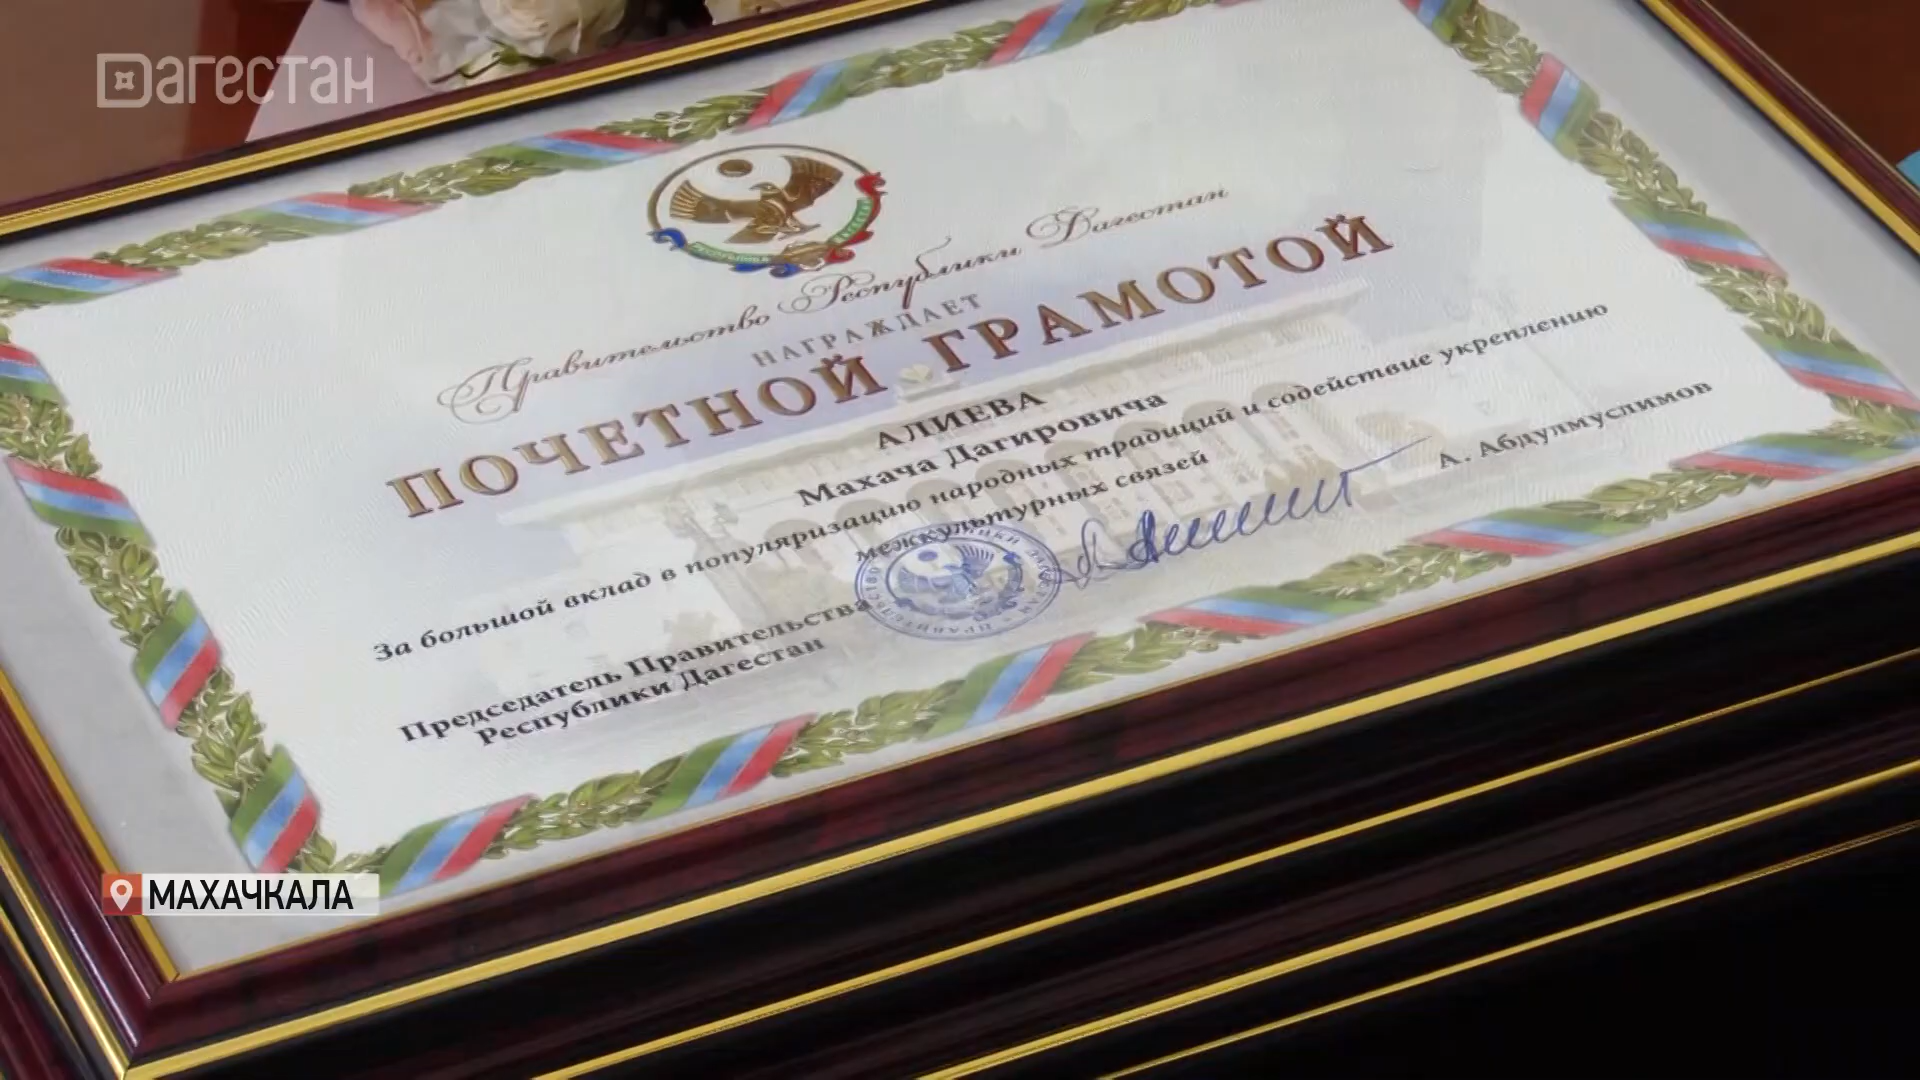 ДАГЕСТАН
Правительство Республики Дагестан
НАГРАЖДАЕТ
ПОЧЕТНОЙ ГРАМОТОЙ
АЛИЕВА
Махача Дагировича
За большой вклад в популяризацию народных традиций и содействие укреплению
межкультурных связей
Председатель Правительства
Республики Дагестан
А. Абдулмуслимов
МАХАЧКАЛА